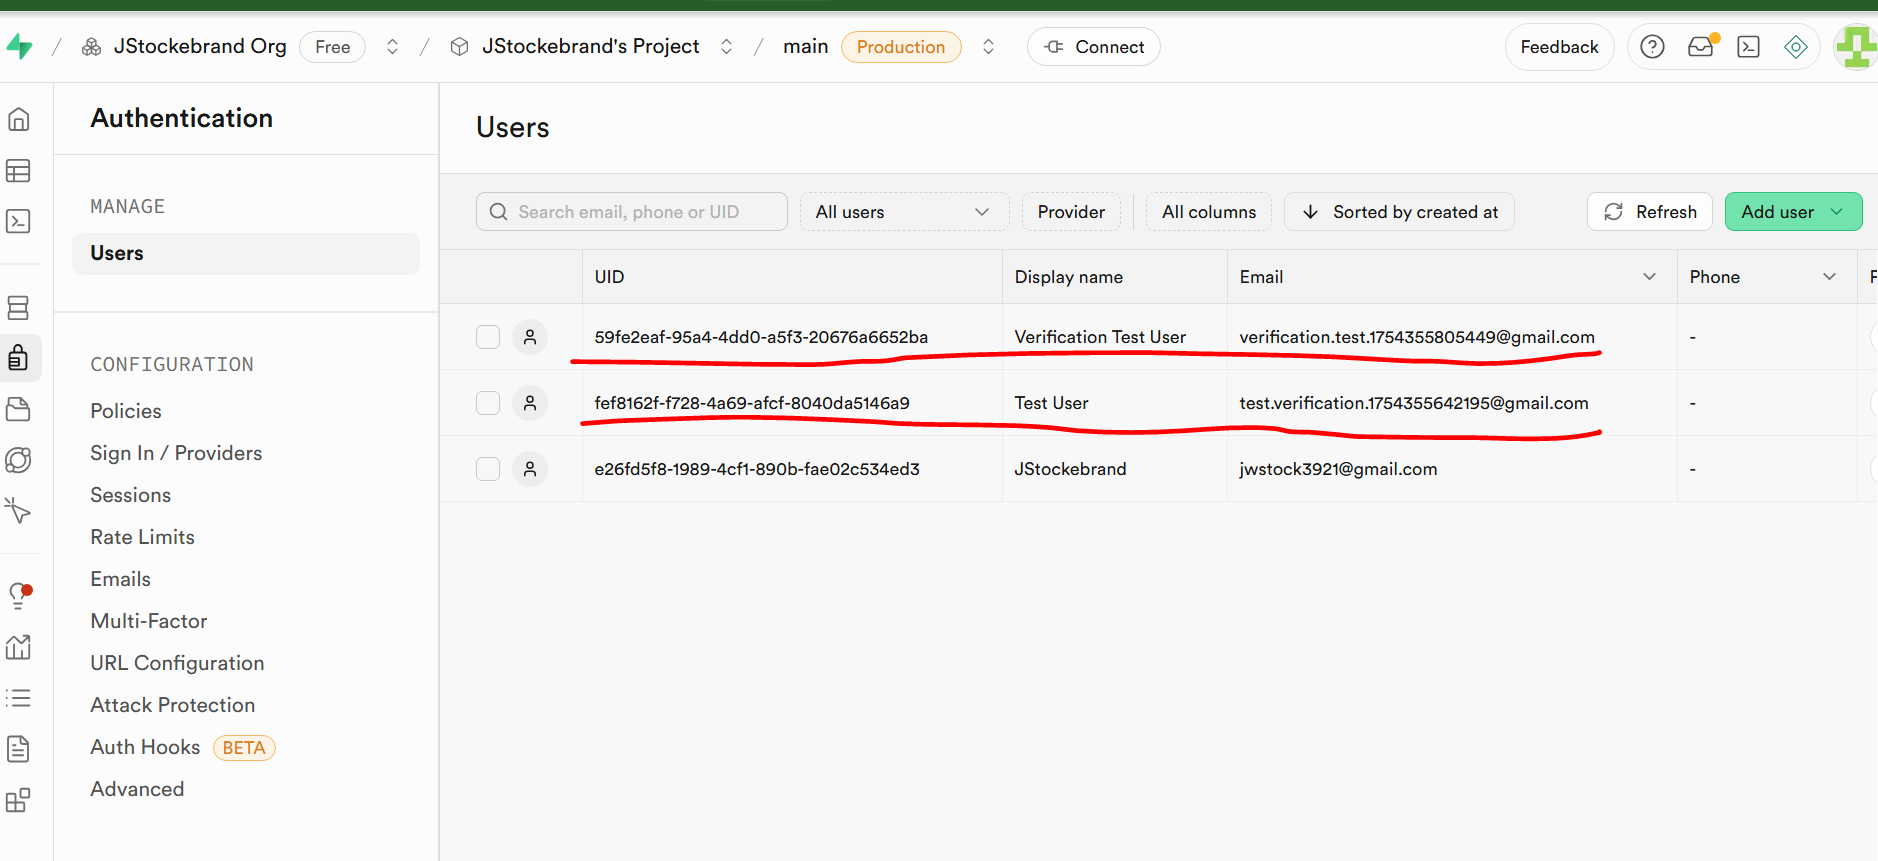 / JStockebrand Org Free / JStockebrand's Project / main Production Connect Feedback
Authentication
MANAGE
Users
CONFIGURATION
Policies
Sign In / Providers
Sessions
Rate Limits
Emails
Multi-Factor
URL Configuration
Attack Protection
Auth Hooks BETA
Advanced
Users
Search email, phone or UID All users Provider All columns Sorted by created at Refresh Add user
UID Display name Email Phone
59fe2eaf-95a4-4dd0-a5f3-20676a6652ba Verification Test User verification.test.1754355805449@gmail.com -
fef8162f-f728-4a69-afcf-8040da5146a9 Test User test.verification.1754355642195@gmail.com -
e26fd5f8-1989-4cf1-890b-fae02c534ed3 JStockebrand jwstock3921@gmail.com -